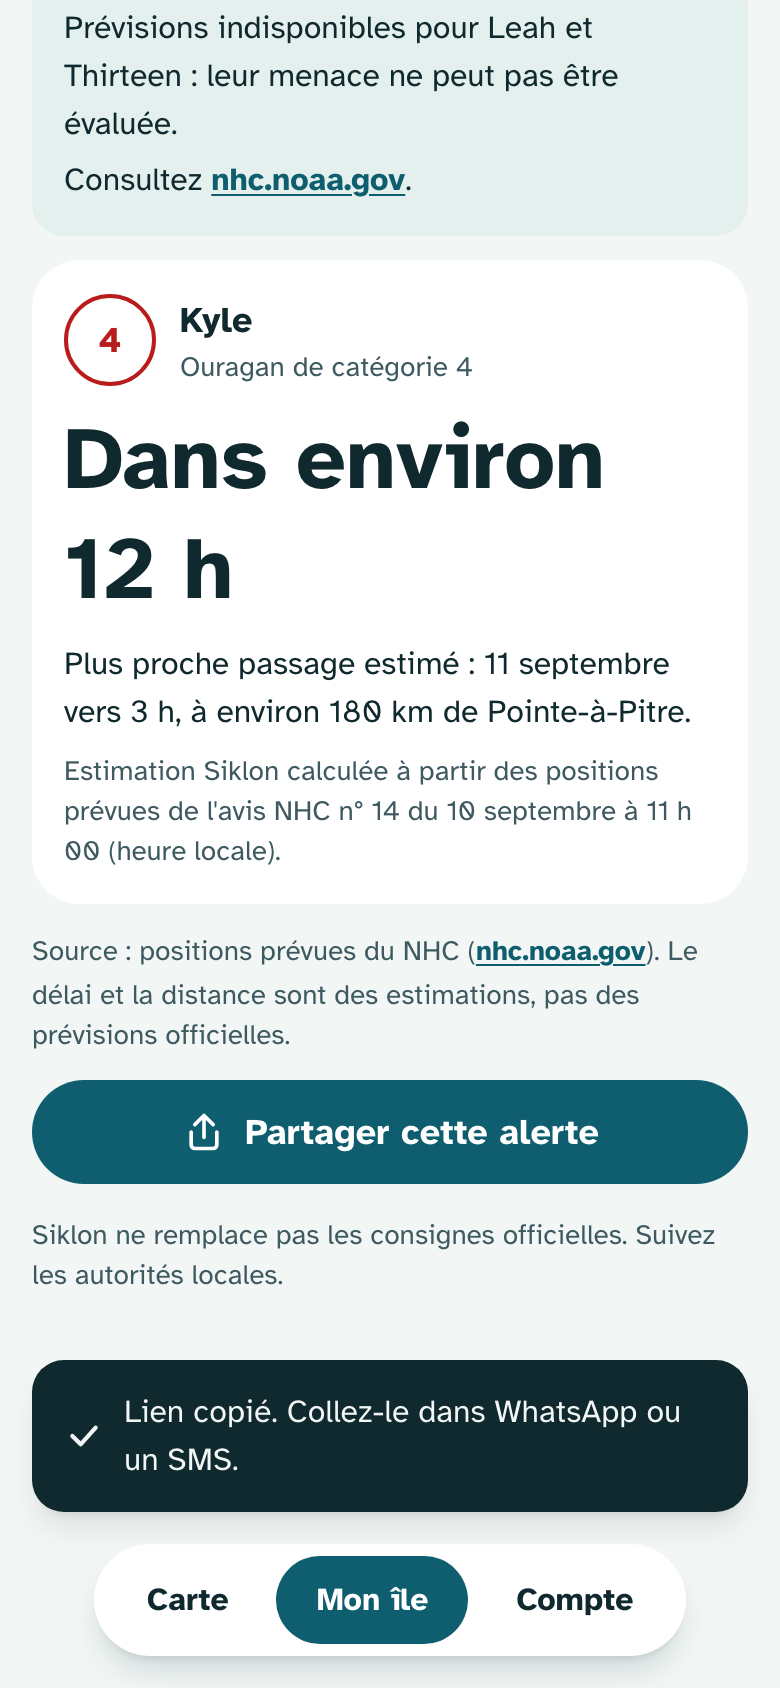 Prévisions indisponibles pour Leah et
Thirteen : leur menace ne peut pas être
évaluée.
Consultez nhc.noaa.gov.
4
Kyle
Ouragan de catégorie 4
Dans environ
12 h
Plus proche passage estimé : 11 septembre
vers 3 h, à environ 180 km de Pointe-à-Pitre.
Estimation Siklon calculée à partir des positions
prévues de l'avis NHC n° 14 du 10 septembre à 11 h
00 (heure locale).
Source : positions prévues du NHC (nhc.noaa.gov). Le
délai et la distance sont des estimations, pas des
prévisions officielles.
Partager cette alerte
Siklon ne remplace pas les consignes officielles. Suivez
les autorités locales.
Lien copié. Collez-le dans WhatsApp ou
un SMS.
Carte
Mon île
Compte